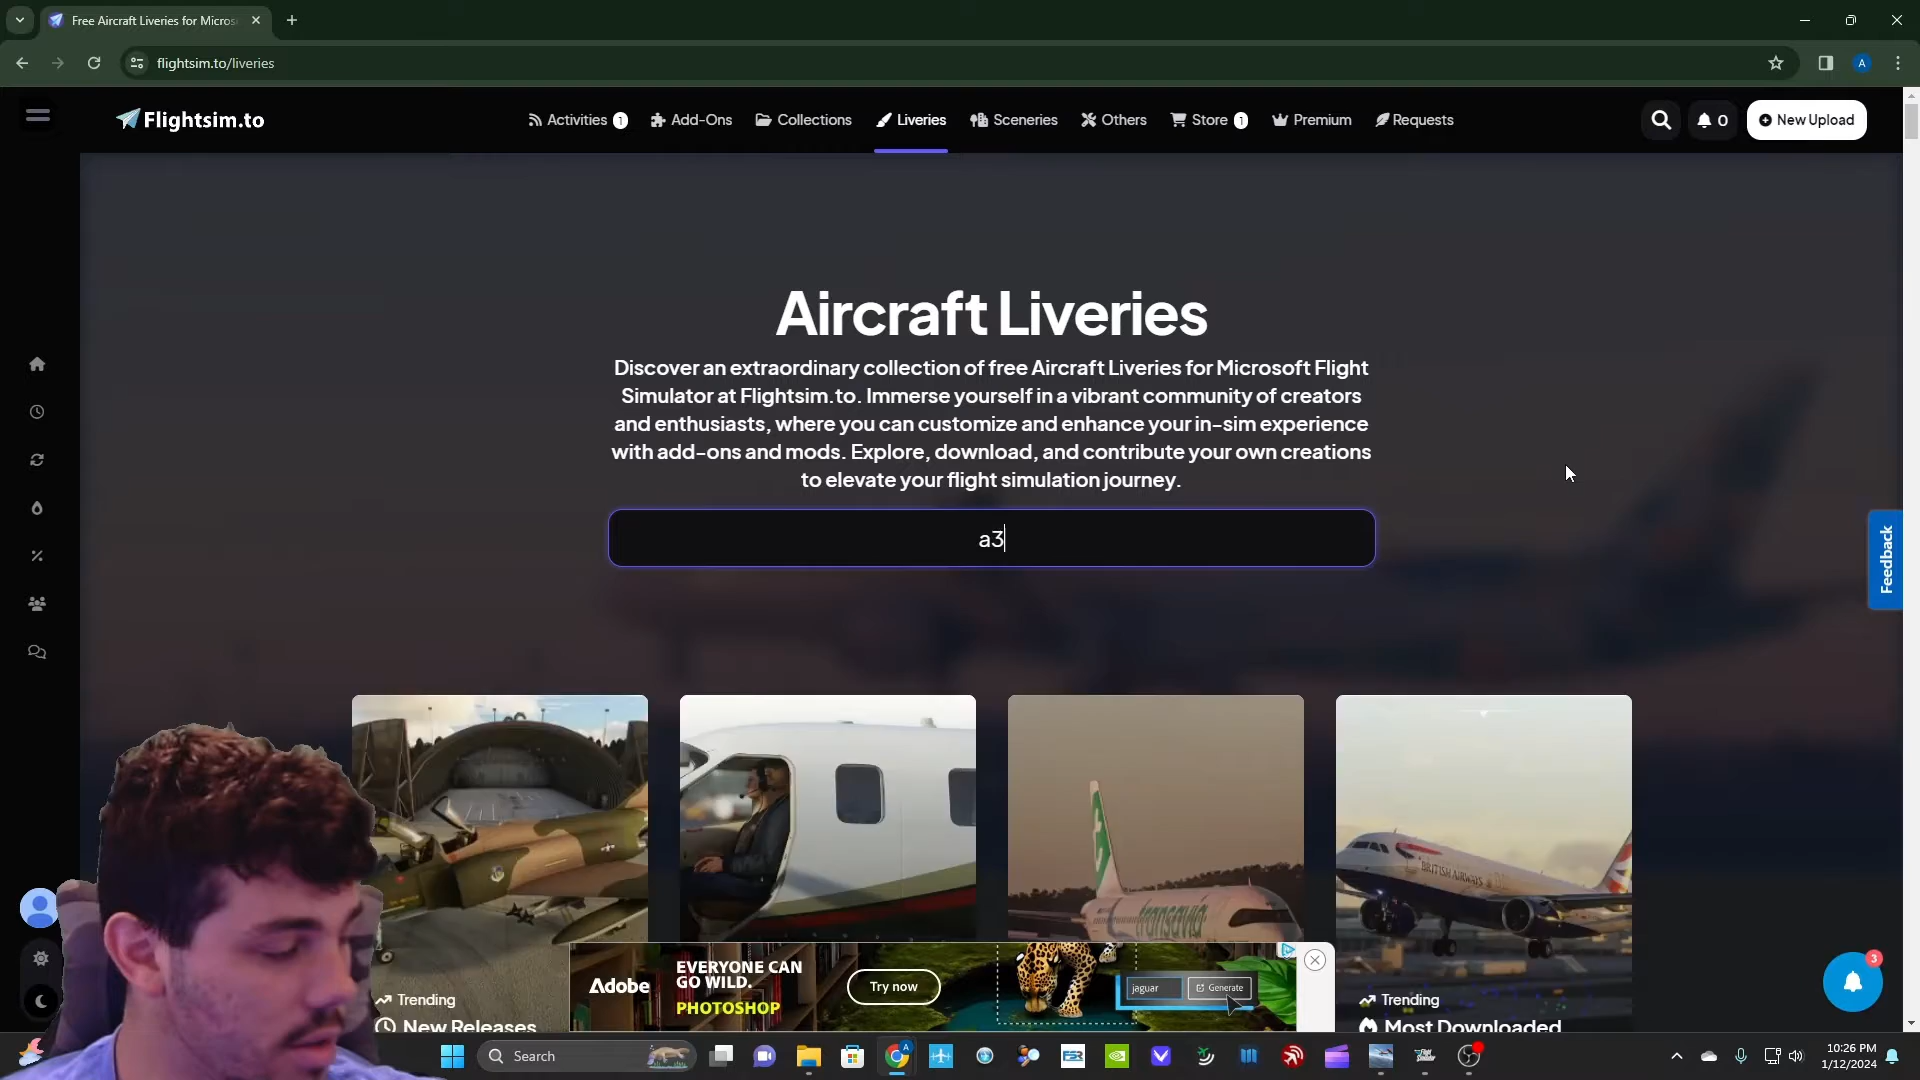 Free Aircraft Liveries for Micros
flightsim.to/liveries
A
Flightsim.to
Activities 1
Add-Ons
Collections
Liveries
Sceneries
Others
Store 1
Premium
Requests
0
New Upload
Aircraft Liveries
Discover an extraordinary collection of free Aircraft Liveries for Microsoft Flight
Simulator at Flightsim.to. Immerse yourself in a vibrant community of creators
and enthusiasts, where you can customize and enhance your in-sim experience
with add-ons and mods. Explore, download, and contribute your own creations
to elevate your flight simulation journey.
a3
Feedback
transavia
BRITISH AIRWAYS
Trending
New Releases
Adobe
EVERYONE CAN
GO WILD.
PHOTOSHOP
Try now
jaguar
Generate
Trending
Most Downloaded
3
Search
A
FSR
10:26 PM
1/12/2024